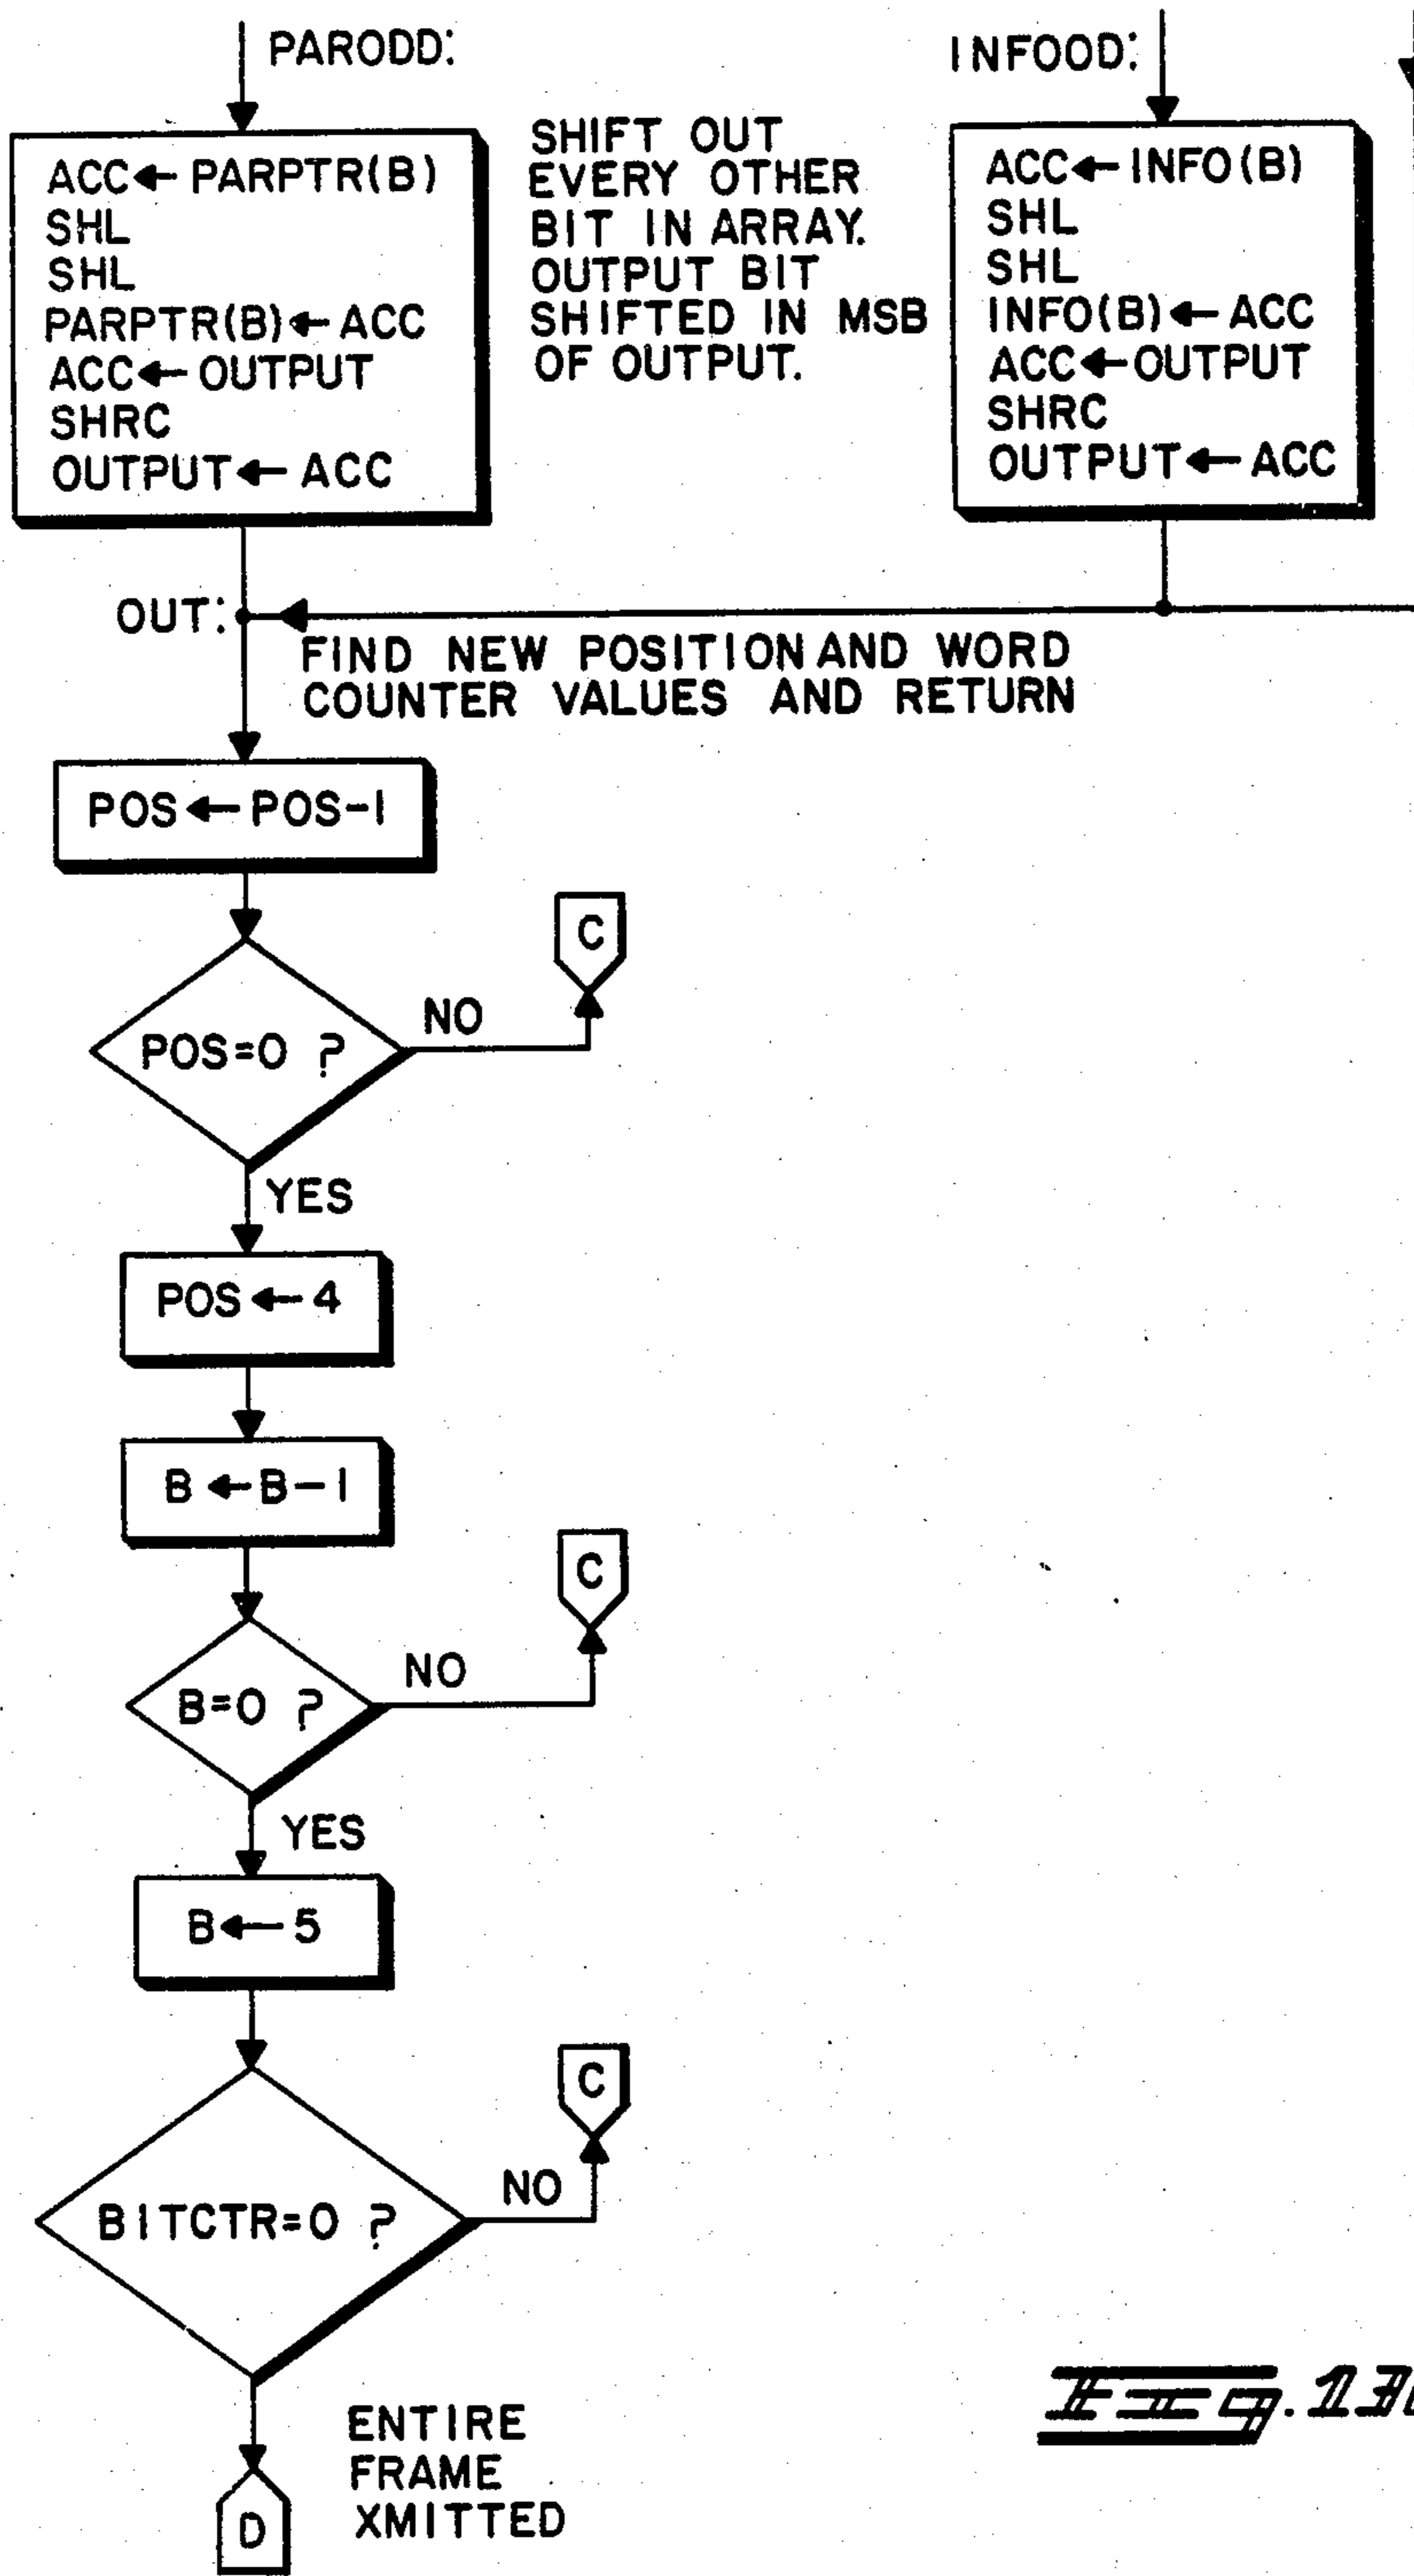 PARODD:
ACC←PARPTR(B)
SHL
SHL
PARPTR(B)←ACC
ACC←OUTPUT
SHRC
OUTPUT←ACC
SHIFT OUT
EVERY OTHER
BIT IN ARRAY.
OUTPUT BIT
SHIFTED IN MSB
OF OUTPUT.
INFOOD:
ACC←INFO(B)
SHL
SHL
INFO(B)←ACC
ACC←OUTPUT
SHRC
OUTPUT←ACC
OUT:
FIND NEW POSITION AND WORD
COUNTER VALUES AND RETURN
POS←POS-1
C
POS=0 ?
NO
YES
POS←4
B←B-1
C
B=0 ?
NO
YES
B←5
C
BITCTR=0 ?
NO
ENTIRE
FRAME
XMITTED
D
Fig.